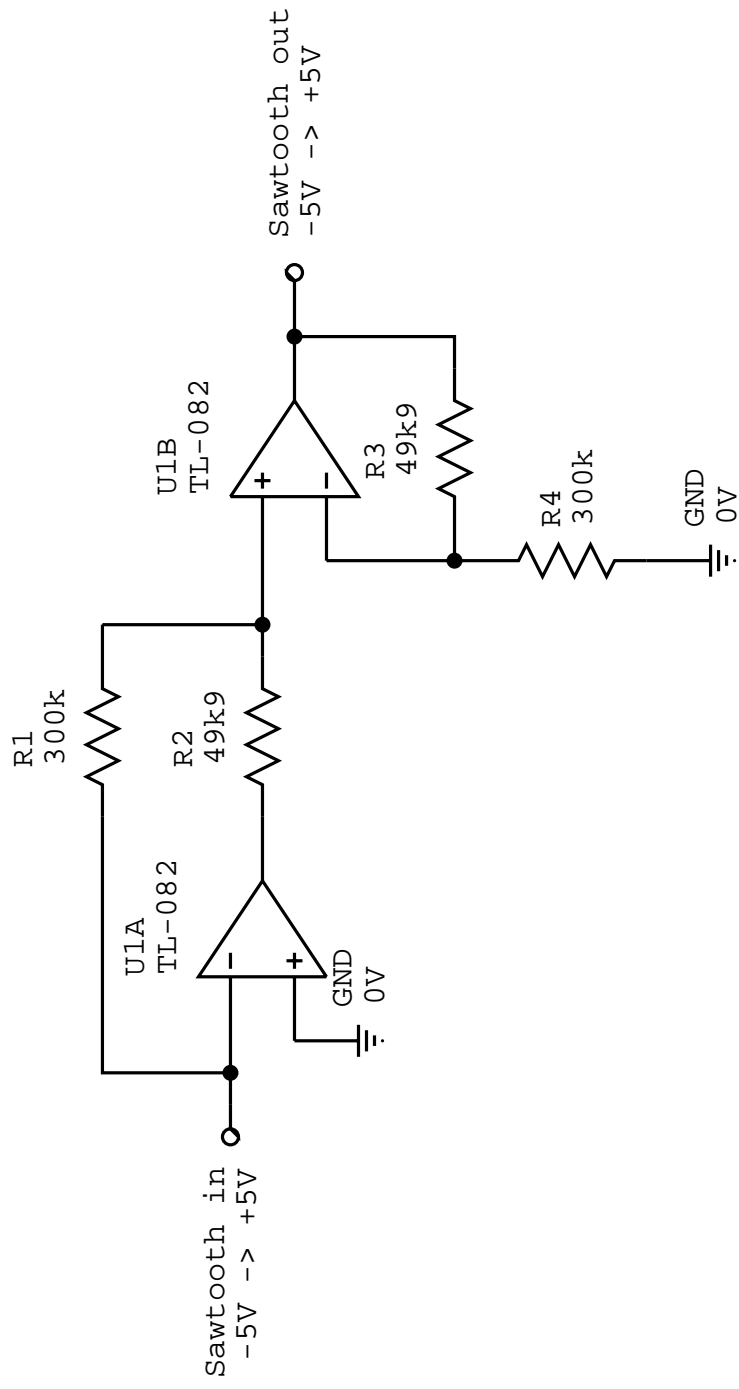 Sawtooth in
-5V -> +5V
U1A
TL-082
-
+
GND
0V
R1
300k
R2
49k9
U1B
TL-082
+
-
R3
49k9
R4
300k
GND
0V
Sawtooth out
-5V -> +5V